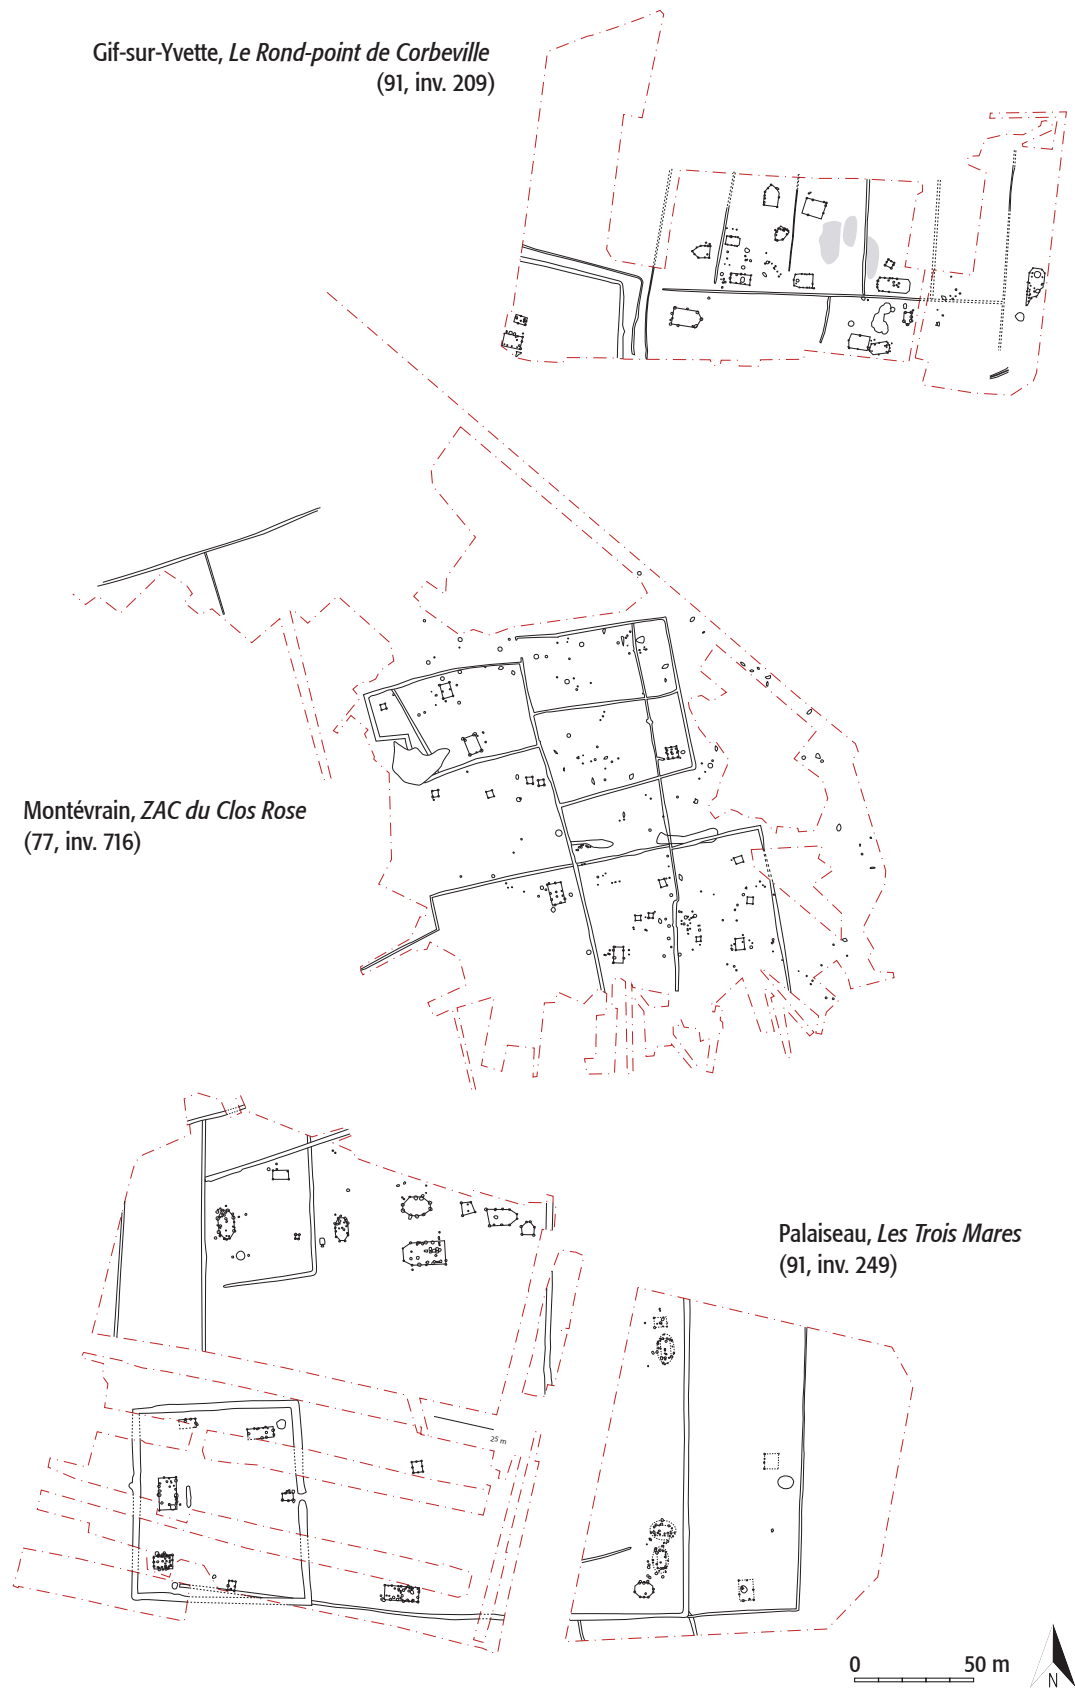 Gif-sur-Yvette, Le Rond-point de Corbeville
(91, inv. 209)
Montévrain, ZAC du Clos Rose
(77, inv. 716)
Palaiseau, Les Trois Mares
(91, inv. 249)
25 m
0 50 m
N